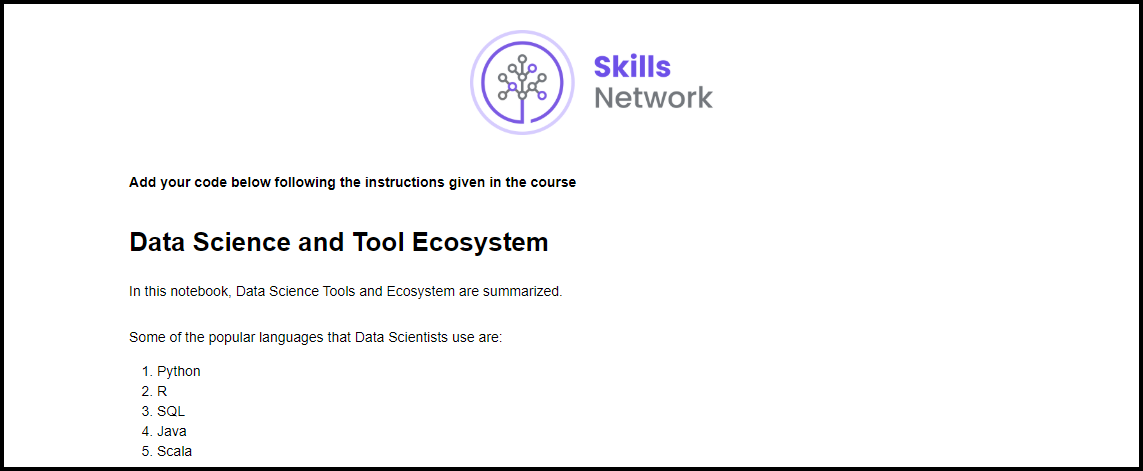 Skills
Network
Add your code below following the instructions given in the course
Data Science and Tool Ecosystem
In this notebook, Data Science Tools and Ecosystem are summarized.
Some of the popular languages that Data Scientists use are:
1. Python
2. R
3. SQL
4. Java
5. Scala